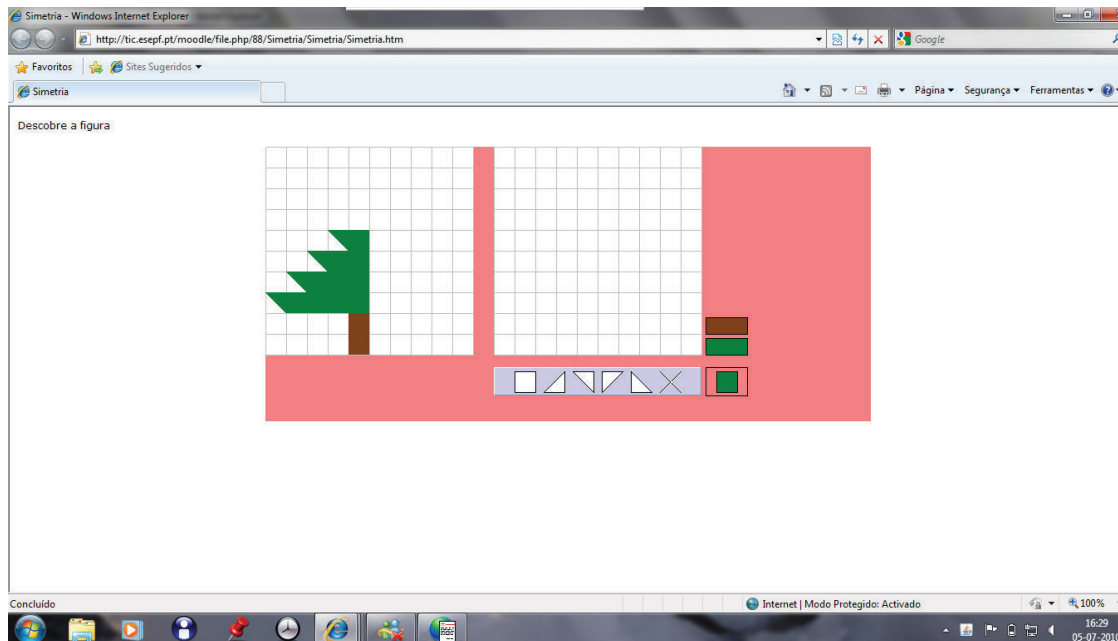 Simetria - Windows Internet Explorer
http://tic.esepf.pt/moodle/file.php/88/Simetria/Simetria/Simetria.htm
Google
Favoritos Sites Sugeridos
Simetria
Página Segurança Ferramentas
Descobre a figura
Concluído
Internet | Modo Protegido: Activado
100%
16:29